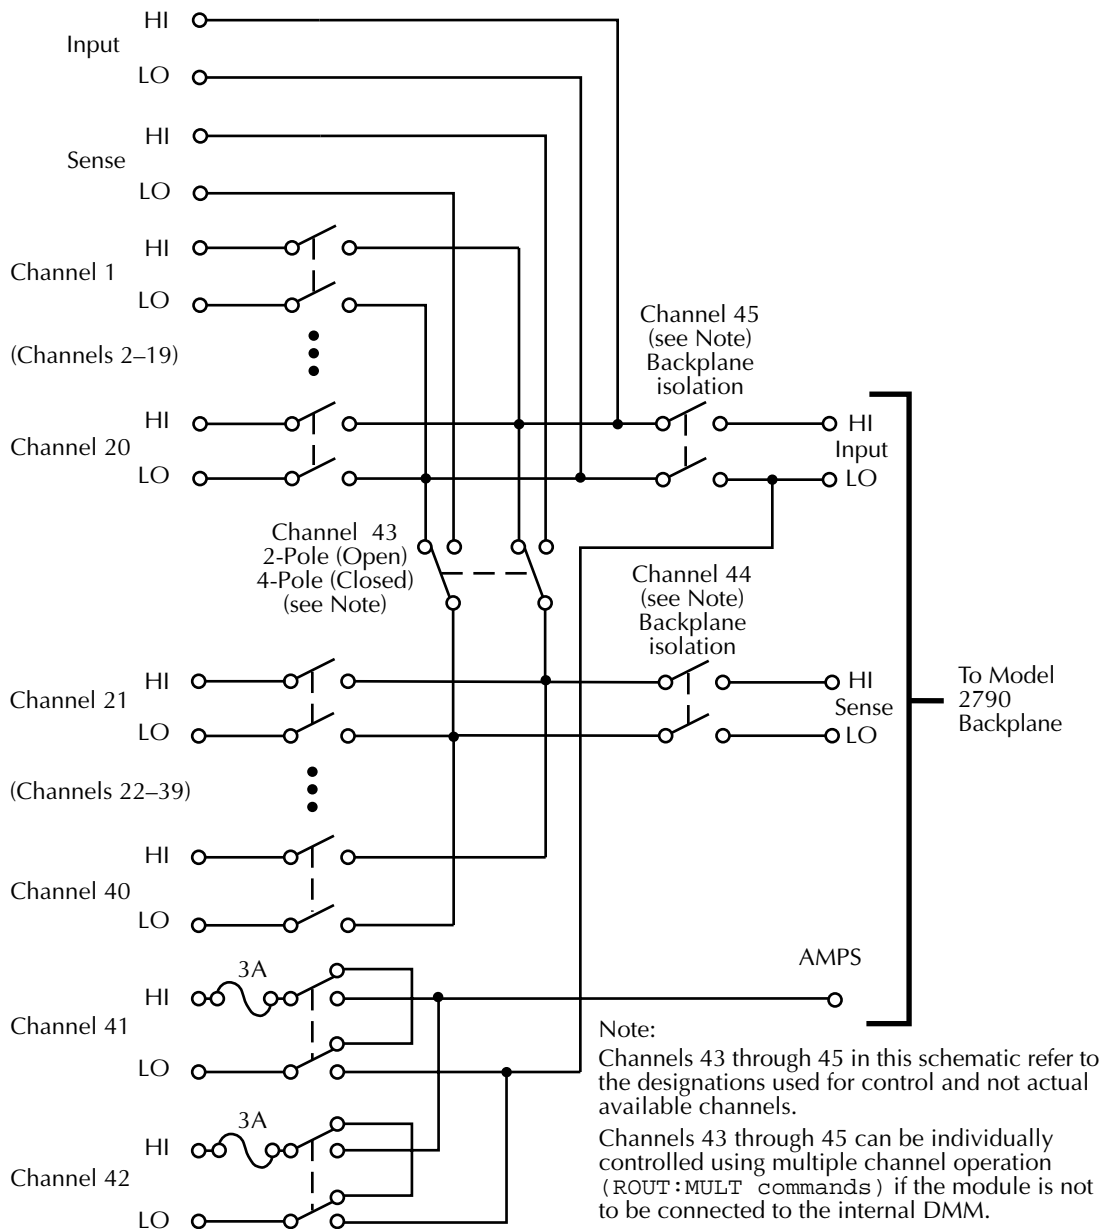 HI
Input
LO
HI
Sense
LO
HI
Channel 1
LO
(Channels 2–19)
HI
Channel 20
LO
Channel 45
(see Note)
Backplane
isolation
HI
Input
LO
Channel 43
2-Pole (Open)
4-Pole (Closed)
(see Note)
Channel 44
(see Note)
Backplane
isolation
HI
Channel 21
LO
HI
Sense
LO
To Model
2790
Backplane
(Channels 22–39)
HI
Channel 40
LO
AMPS
3A
HI
Channel 41
LO
3A
HI
Channel 42
LO
Note:
Channels 43 through 45 in this schematic refer to
the designations used for control and not actual
available channels.
Channels 43 through 45 can be individually
controlled using multiple channel operation
(ROUT:MULT commands) if the module is not
to be connected to the internal DMM.